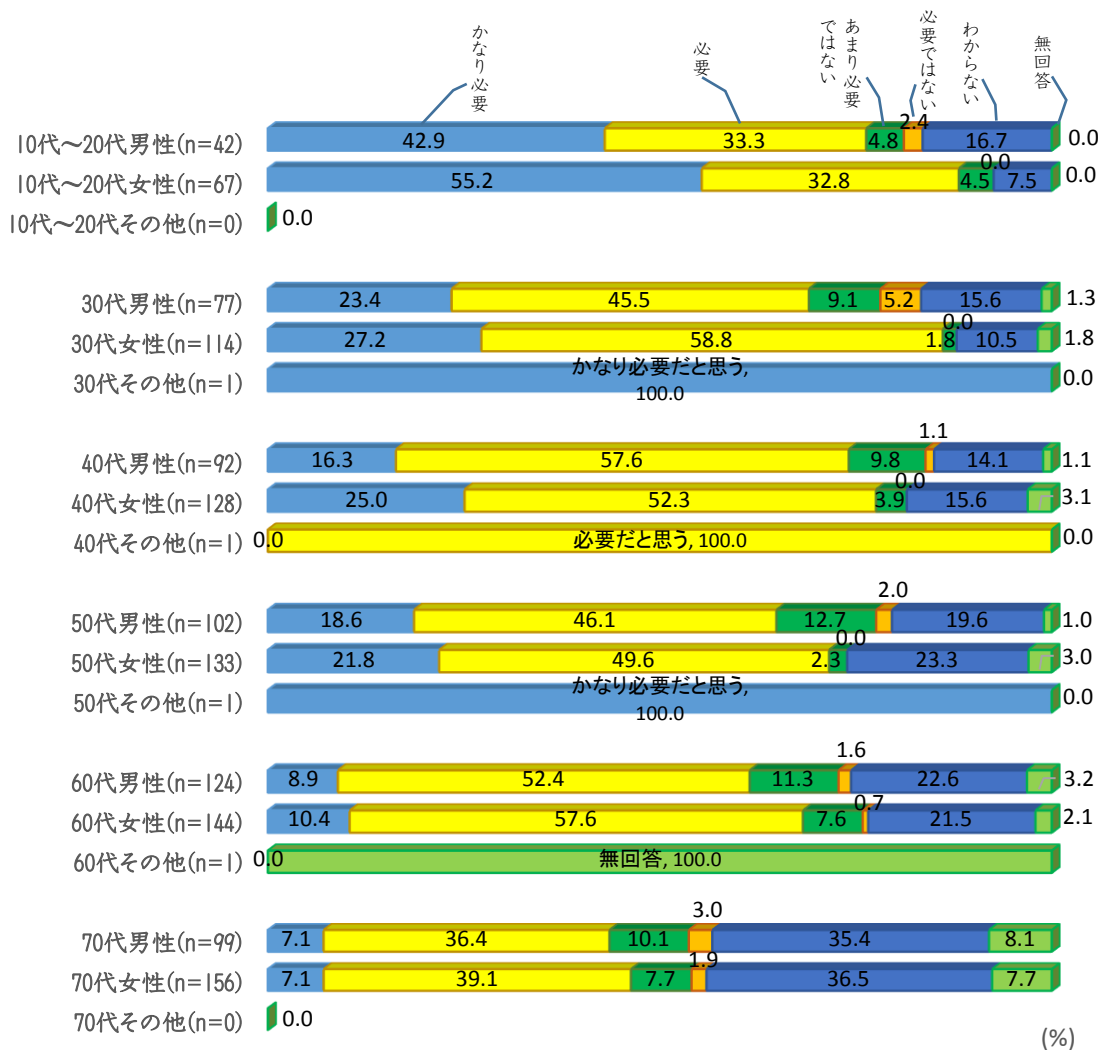 かなり必要
必要
あまり必要
ではない
必要ではない
わからない
無回答
10代～20代男性(n=42) 42.9 33.3 4.8 2.4 16.7 0.0
10代～20代女性(n=67) 55.2 32.8 4.5 0.0 7.5 0.0
10代～20代その他(n=0) 0.0
30代男性(n=77) 23.4 45.5 9.1 5.2 15.6 1.3
30代女性(n=114) 27.2 58.8 1.8 0.0 10.5 1.8
30代その他(n=1) かなり必要だと思う, 0.0
100.0
40代男性(n=92) 16.3 57.6 9.8 1.1 14.1 1.1
40代女性(n=128) 25.0 52.3 3.9 0.0 15.6 3.1
40代その他(n=1) 0.0 必要だと思う, 100.0 0.0
50代男性(n=102) 18.6 46.1 12.7 2.0 19.6 1.0
50代女性(n=133) 21.8 49.6 2.3 0.0 23.3 3.0
50代その他(n=1) かなり必要だと思う, 0.0
100.0
60代男性(n=124) 8.9 52.4 11.3 1.6 22.6 3.2
60代女性(n=144) 10.4 57.6 7.6 0.7 21.5 2.1
60代その他(n=1) 0.0 無回答, 100.0
70代男性(n=99) 7.1 36.4 10.1 3.0 35.4 8.1
70代女性(n=156) 7.1 39.1 7.7 1.9 36.5 7.7
70代その他(n=0) 0.0
(%)